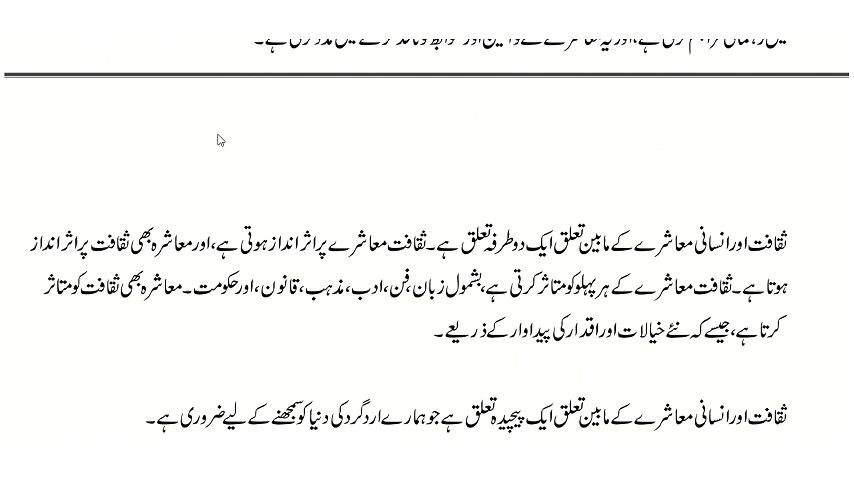 ثقافت اور انسانی معاشرے کے مابین تعلق ایک دو طرفہ تعلق ہے۔ ثقافت معاشرے پر اثر انداز ہوتی ہے، اور معاشرہ بھی ثقافت پر اثر انداز
ہوتا ہے۔ ثقافت معاشرے کے ہر پہلو کو متاثر کرتی ہے، بشمول زبان، فن، ادب، مذہب، قانون، اور حکومت۔ معاشرہ بھی ثقافت کو متاثر
کرتا ہے، جیسے کہ نئے خیالات اور اقدار کی پیداوار کے ذریعے۔
ثقافت اور انسانی معاشرے کے مابین تعلق ایک پیچیدہ تعلق ہے جو ہمارے ارد گرد کی دنیا کو سمجھنے کے لیے ضروری ہے۔